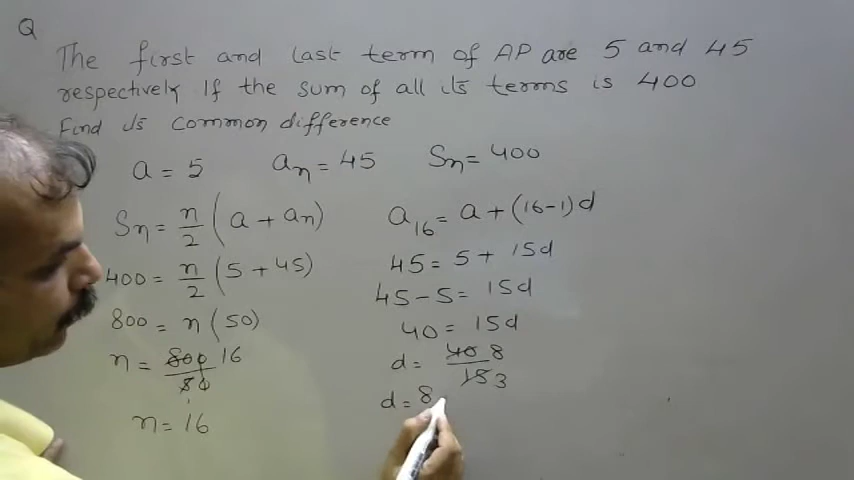 Q
The first and last term of AP are 5 and 45
respectively If the sum of all its terms is 400
Find its common difference
a = 5 an = 45 Sn = 400
Sn = n/2 (a + an)
400 = n/2 (5 + 45)
800 = n (50)
n = 800/50 16
n = 16
a16 = a + (16-1) d
45 = 5 + 15d
45 - 5 = 15d
40 = 15d
d = 40 8/15 3
d = 8